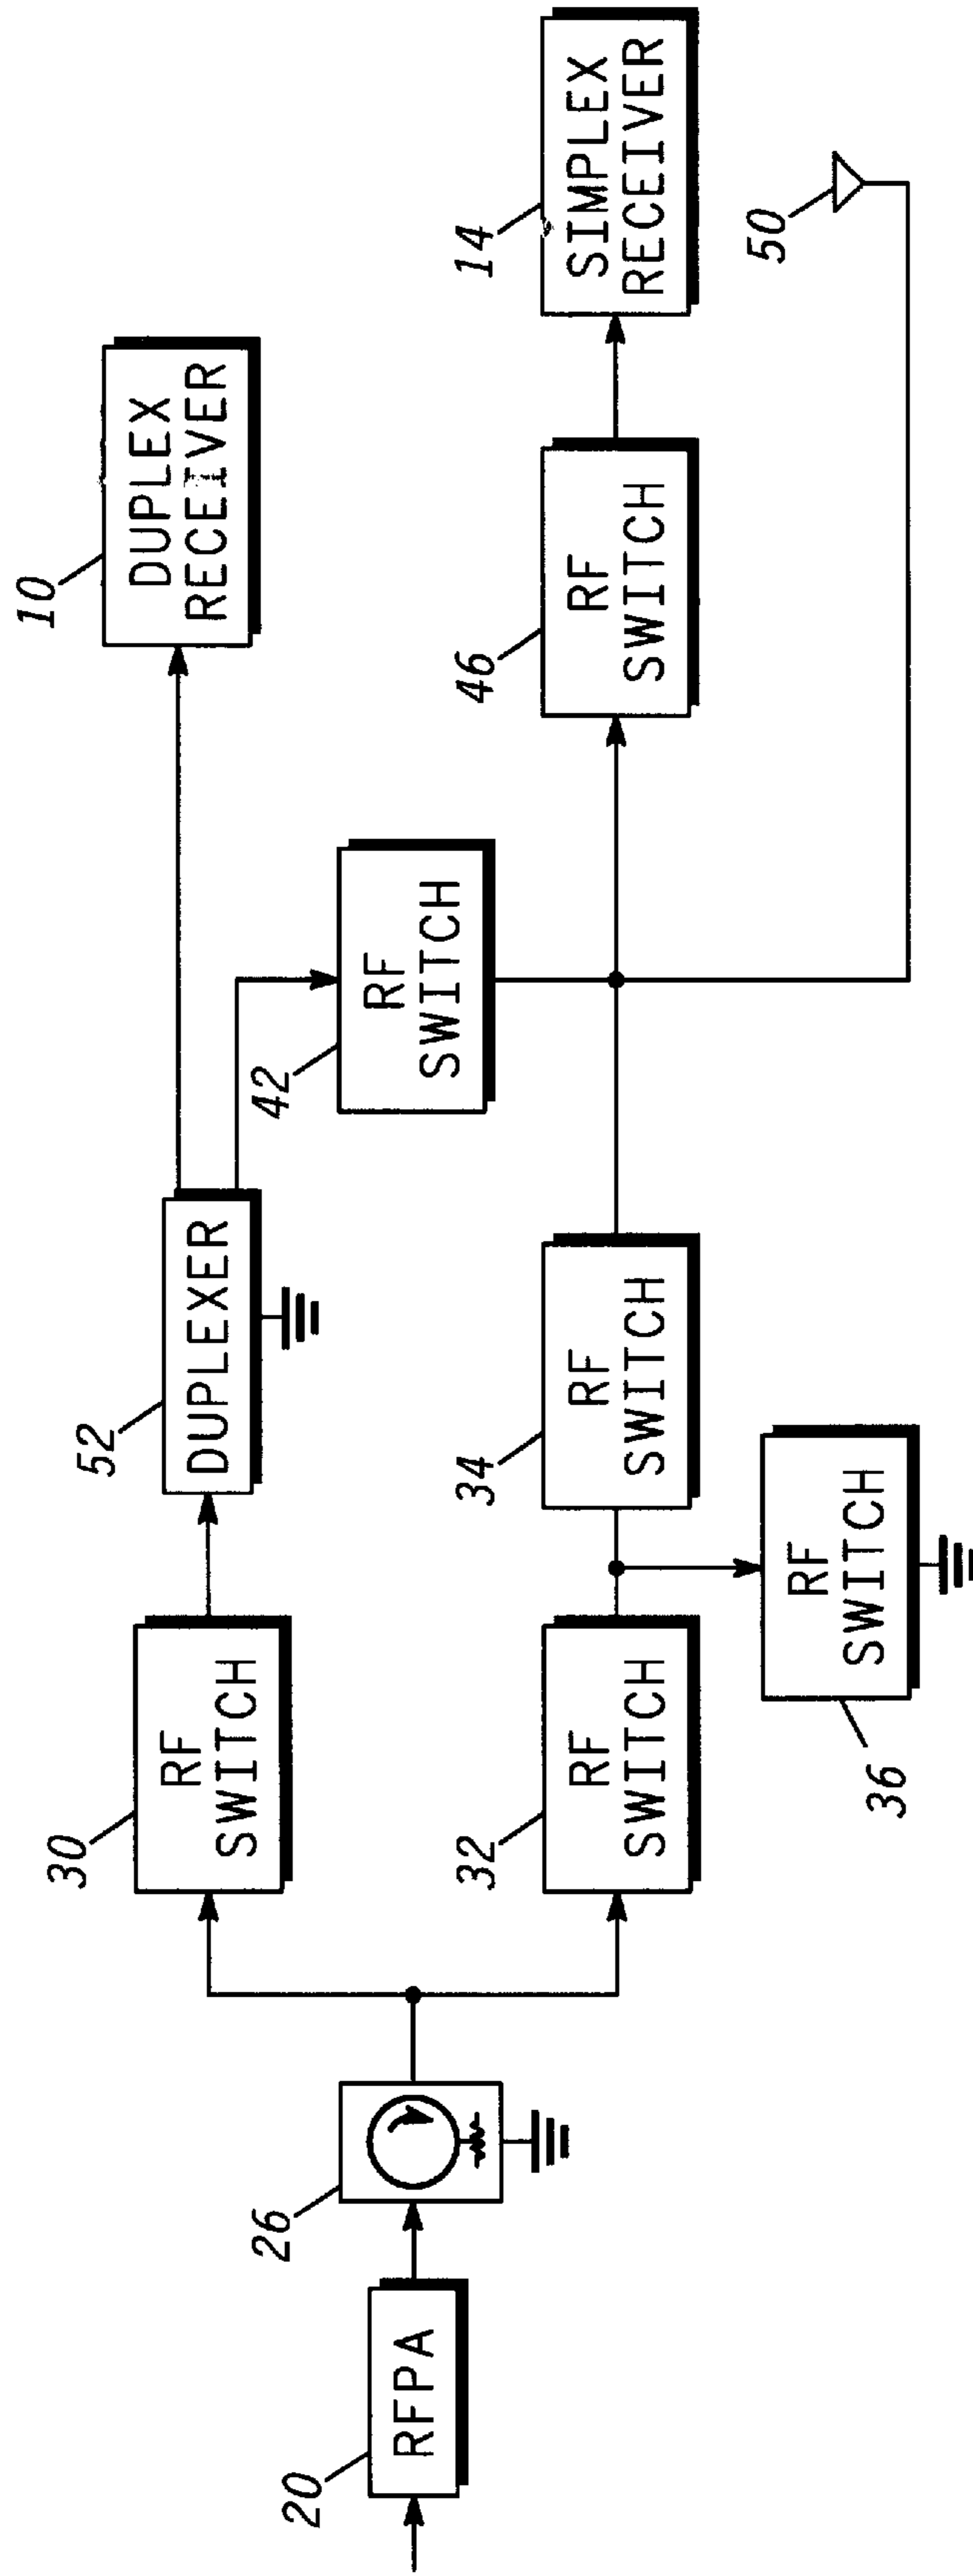 10
DUPLEX
RECEIVER
14
SIMPLEX
RECEIVER
50
46
RF
SWITCH
42
RF
SWITCH
52
DUPLEXER
34
RF
SWITCH
30
RF
SWITCH
32
RF
SWITCH
36
RF
SWITCH
26
20
RFPA